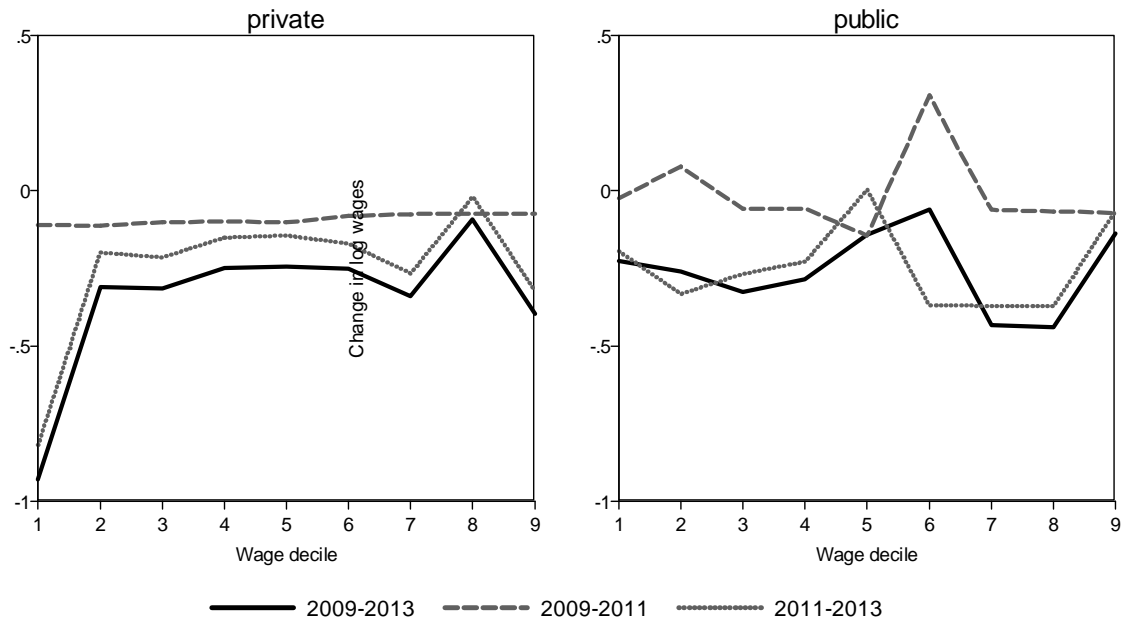 private
.5
0
-.5
-1
1 2 3 4 5 6 7 8 9
Wage decile
Change in log wages
public
.5
0
-.5
-1
1 2 3 4 5 6 7 8 9
Wage decile
2009-2013 2009-2011 2011-2013